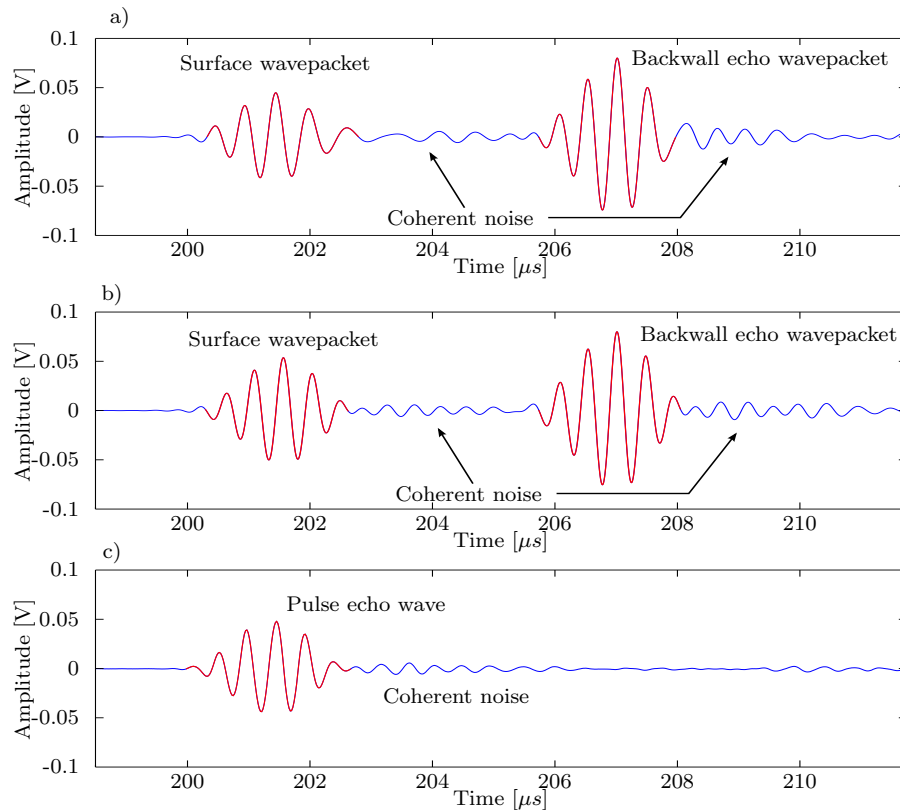 a)
0.1
0.05
0
-0.05
-0.1
Amplitude [V]
Surface wavepacket
Backwall echo wavepacket
Coherent noise
200 202 204 206 208 210
Time [μs]
b)
0.1
0.05
0
-0.05
-0.1
Amplitude [V]
Surface wavepacket
Backwall echo wavepacket
Coherent noise
200 202 204 206 208 210
Time [μs]
c)
0.1
0.05
0
-0.05
-0.1
Amplitude [V]
Pulse echo wave
Coherent noise
200 202 204 206 208 210
Time [μs]